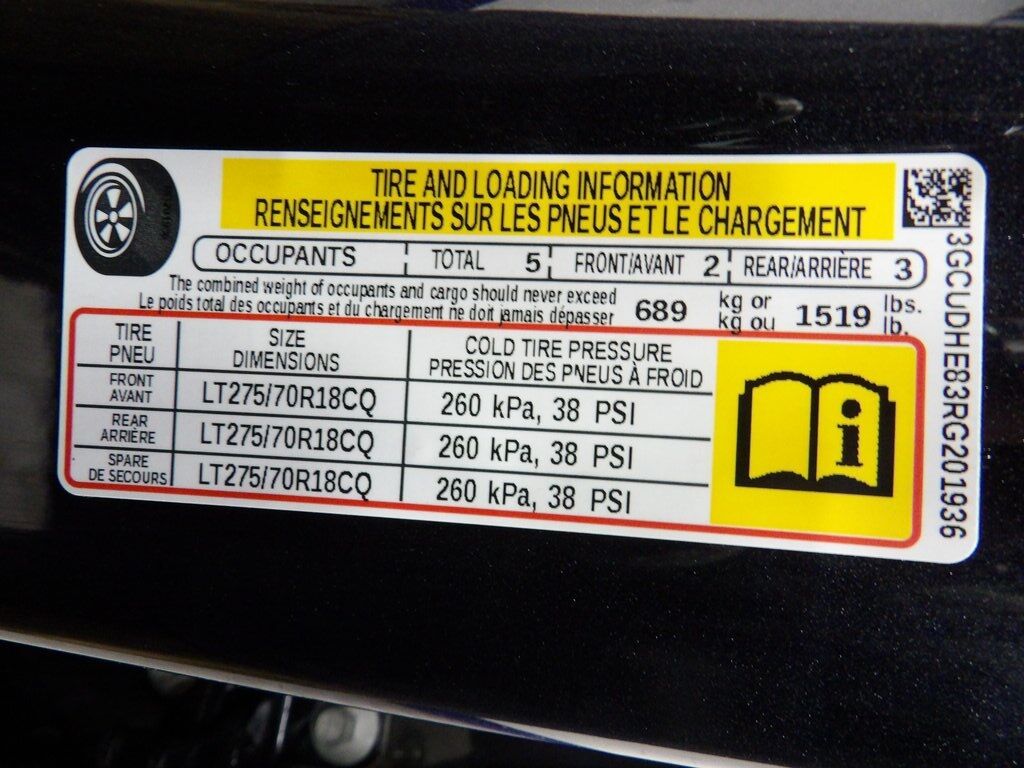 TIRE AND LOADING INFORMATION
RENSEIGNEMENTS SUR LES PNEUS ET LE CHARGEMENT
OCCUPANTS TOTAL 5 FRONT/AVANT 2 REAR/ARRIÈRE 3
The combined weight of occupants and cargo should never exceed 689 kg or 1519 lbs.
Le poids total des occupants et du chargement ne doit jamais dépasser kg ou lb.
TIRE SIZE COLD TIRE PRESSURE
PNEU DIMENSIONS PRESSION DES PNEUS À FROID
FRONT
AVANT LT275/70R18CQ 260 kPa, 38 PSI
REAR
ARRIÈRE LT275/70R18CQ 260 kPa, 38 PSI
SPARE
DE SECOURS LT275/70R18CQ 260 kPa, 38 PSI
i
3GCUDHE83RG201936